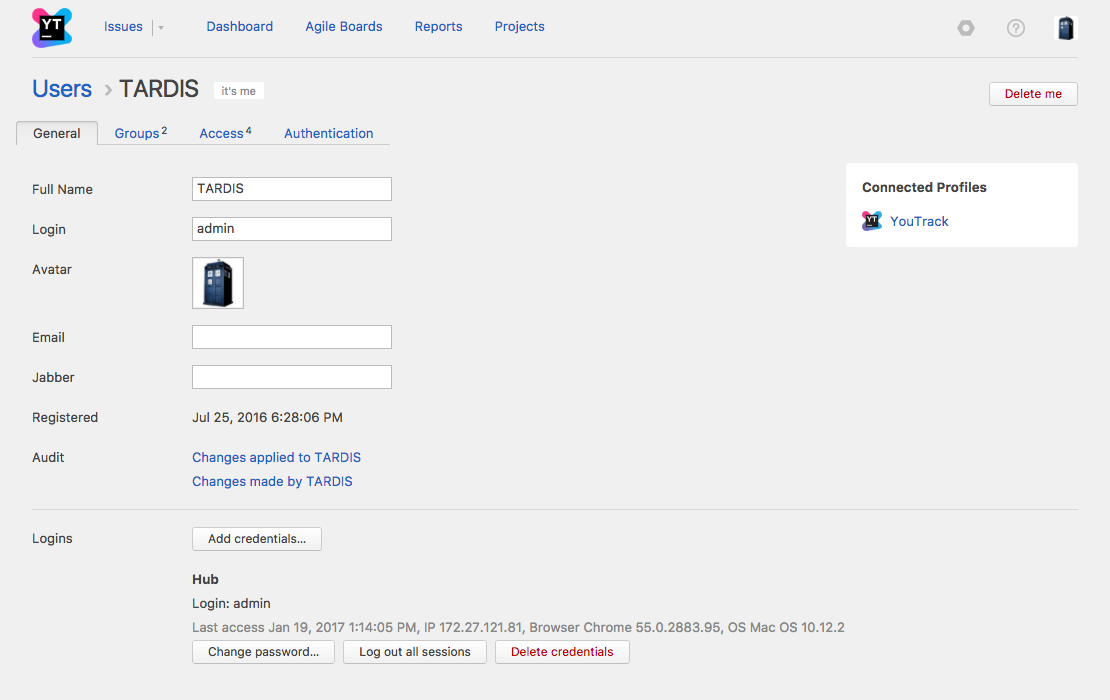 YT
Issues Dashboard Agile Boards Reports Projects
?
Users › TARDIS it's me
Delete me
General Groups 2 Access 4 Authentication
Full Name TARDIS
Login admin
Avatar
Email
Jabber
Registered Jul 25, 2016 6:28:06 PM
Audit Changes applied to TARDIS
Changes made by TARDIS
Connected Profiles
YT YouTrack
Logins Add credentials...
Hub
Login: admin
Last access Jan 19, 2017 1:14:05 PM, IP 172.27.121.81, Browser Chrome 55.0.2883.95, OS Mac OS 10.12.2
Change password... Log out all sessions Delete credentials